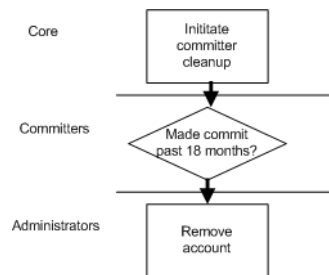 Core
Inititate
committer
cleanup
Committers
Made commit
past 18 months?
Administrators
Remove
account